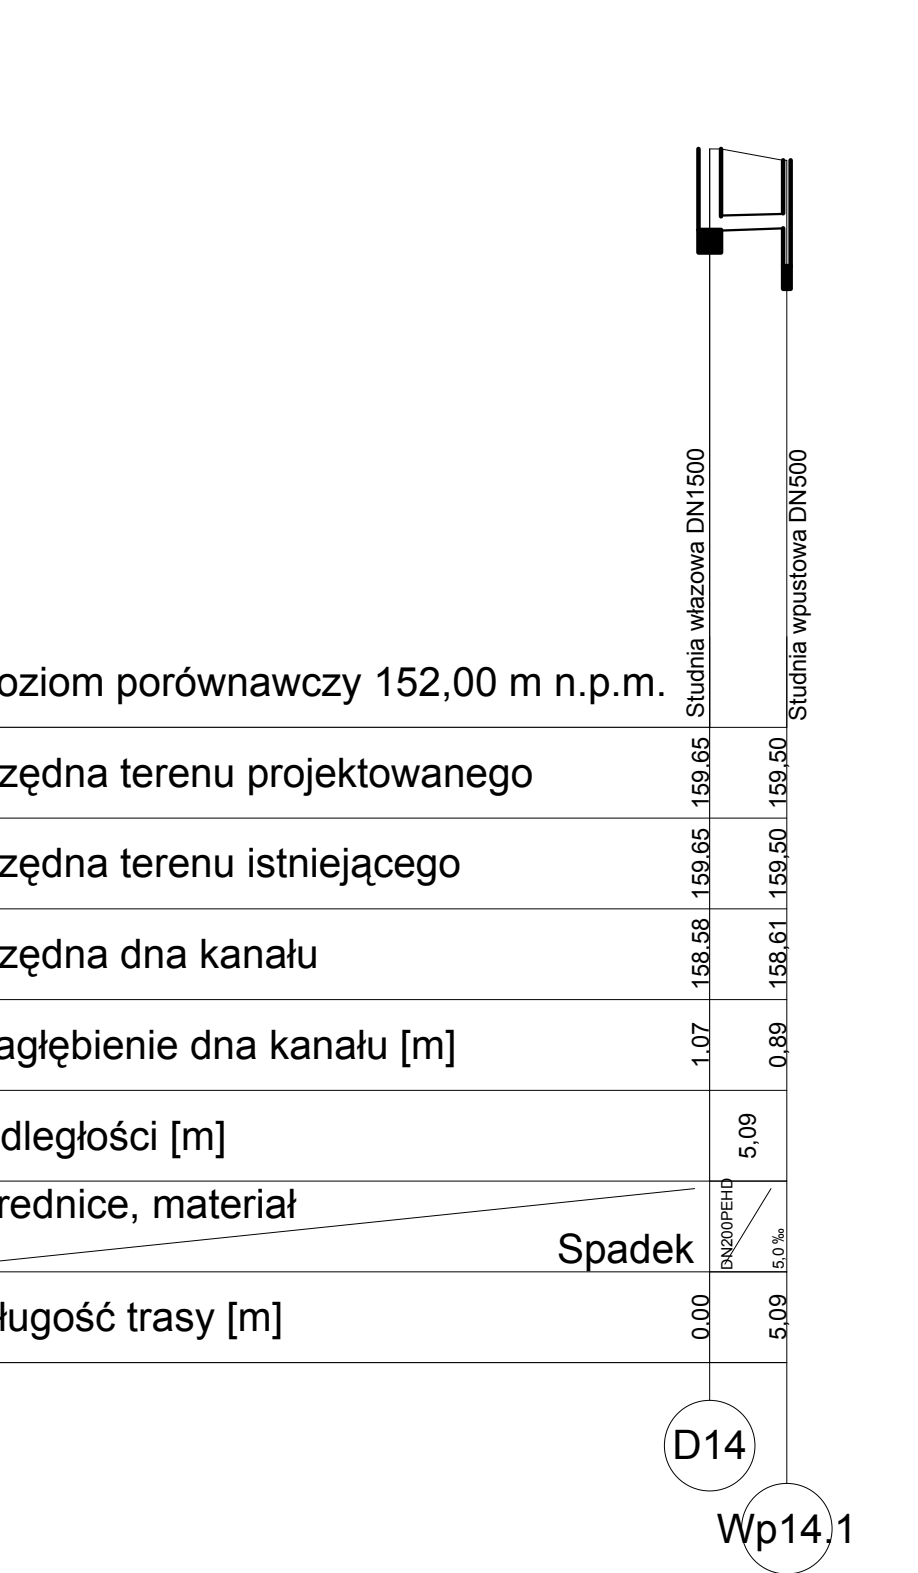 Studnia włazowa DN1500
Studnia wpustowa DN500
oziom porównawczy 152,00 m n.p.m.
zędna terenu projektowanego 159.65 159,50
zędna terenu istniejącego 159.65 159,50
zędna dna kanału 158.58 158,61
agłębienie dna kanału [m] 1.07 0,89
dległości [m] 5,09
rednice, materiał DN200PEHD
Spadek 5,0 ‰
ługość trasy [m] 0.00 5,09
D14
Wp14.1